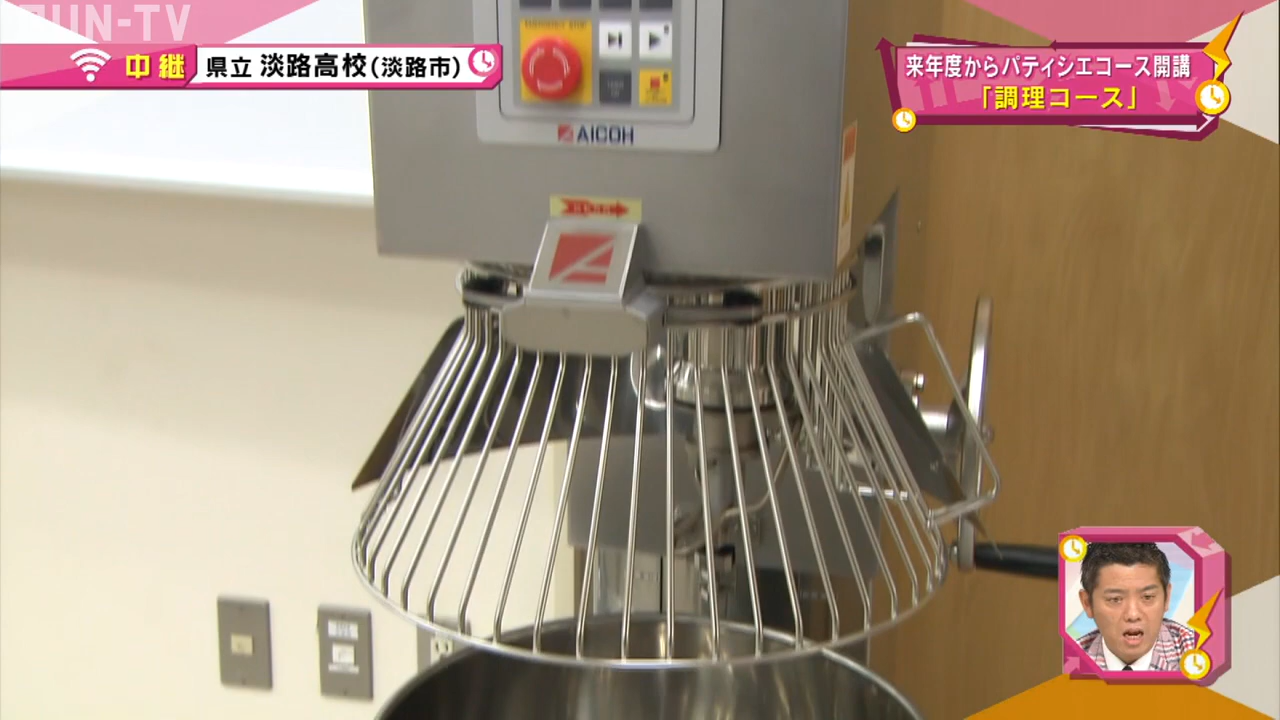 SUN-TV
中継 県立 淡路高校(淡路市)
来年度からパティシエコース開講
「調理コース」
AICOH